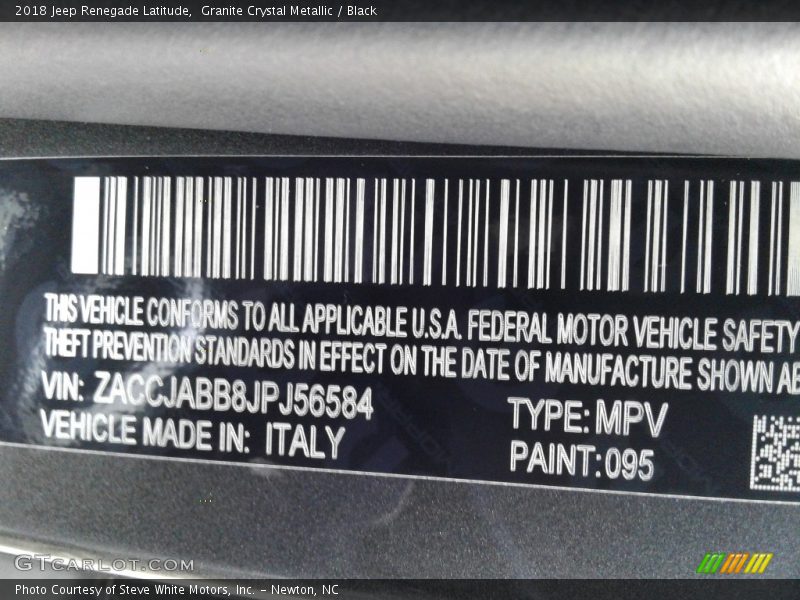 2018 Jeep Renegade Latitude,  Granite Crystal Metallic / Black
THIS VEHICLE CONFORMS TO ALL APPLICABLE U.S.A. FEDERAL MOTOR VEHICLE SAFETY
THEFT PREVENTION STANDARDS IN EFFECT ON THE DATE OF MANUFACTURE SHOWN AB
VIN: ZACCJABB8JPJ56584
TYPE: MPV
VEHICLE MADE IN: ITALY
PAINT: 095
GTCARLOT.COM
Photo Courtesy of Steve White Motors, Inc. – Newton, NC